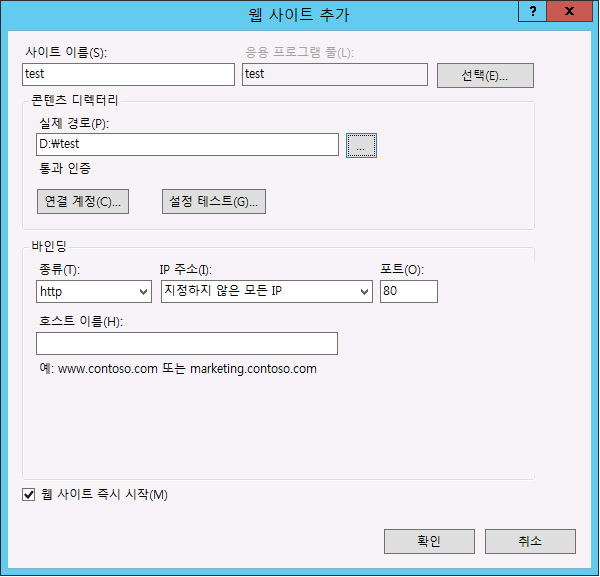 웹 사이트 추가
? x
사이트 이름(S): 응용 프로그램 풀(L):
test test 선택(E)...
콘텐츠 디렉터리
실제 경로(P):
D:₩test ...
통과 인증
연결 계정(C)... 설정 테스트(G)...
바인딩
종류(T): IP 주소(I): 포트(O):
http 지정하지 않은 모든 IP 80
호스트 이름(H):
예: www.contoso.com 또는 marketing.contoso.com
웹 사이트 즉시 시작(M)
확인 취소